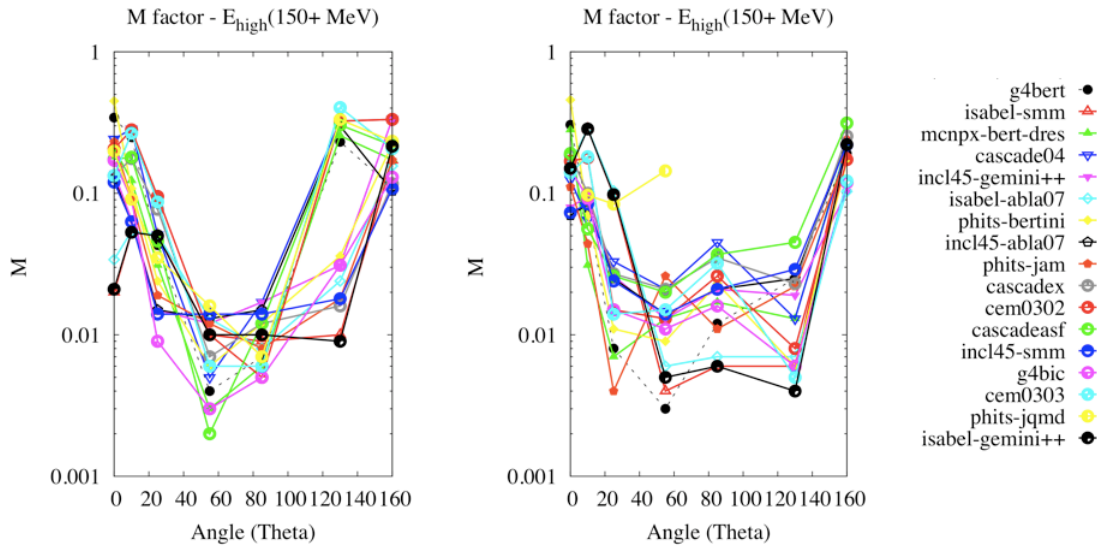 M factor - E_high(150+ MeV)
1
0.1
0.01
0.001
M
0 20 40 60 80 100 120 140 160
Angle (Theta)
M factor - E_high(150+ MeV)
1
0.1
0.01
0.001
M
0 20 40 60 80 100 120 140 160
Angle (Theta)
g4bert
isabel-smm
mcnpx-bert-dres
cascade04
incl45-gemini++
isabel-abla07
phits-bertini
incl45-abla07
phits-jam
cascadex
cem0302
cascadeasf
incl45-smm
g4bic
cem0303
phits-jqmd
isabel-gemini++